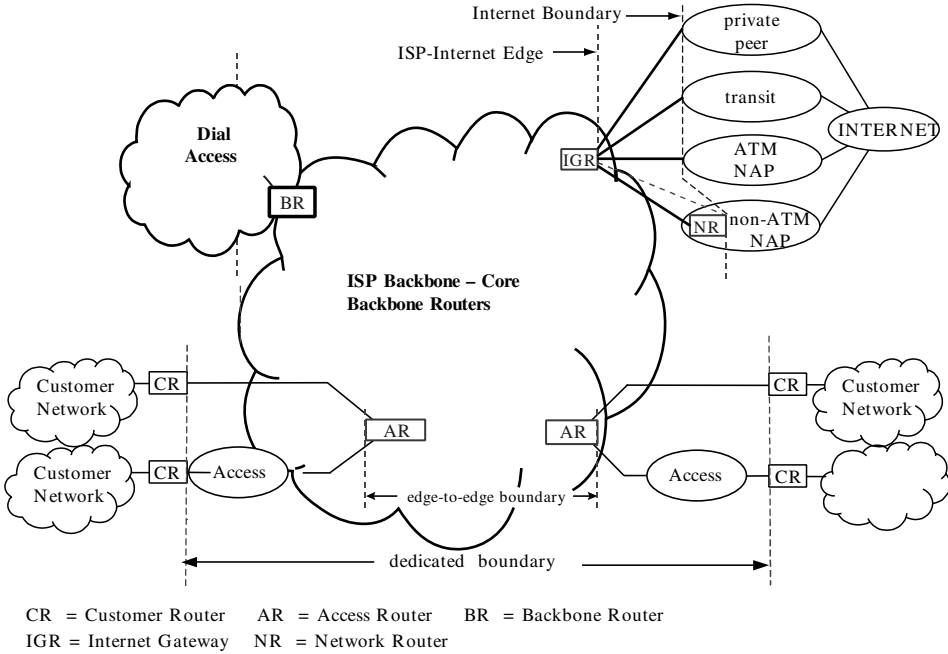 Internet Boundary
ISP-Internet Edge
private
peer
transit
INTERNET
ATM
NAP
IGR
NR
non-ATM
NAP
Dial
Access
BR
ISP Backbone – Core
Backbone Routers
Customer
Network
CR
CR
Customer
Network
AR
AR
Customer
Network
CR
Access
Access
CR
edge-to-edge boundary
dedicated boundary
CR = Customer Router AR = Access Router BR = Backbone Router
IGR = Internet Gateway NR = Network Router